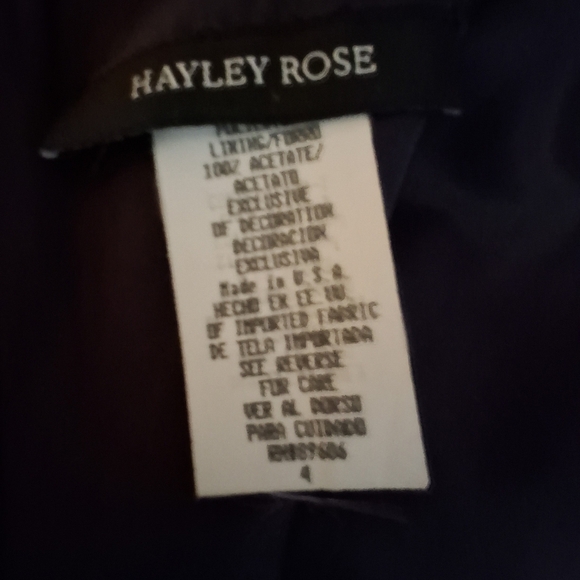 HAYLEY ROSE
LINING/FORRO
100% ACETATE/
ACETATO
EXCLUSIVE
OF DECORATION
DECORACION
EXCLUSIVA
Made in U.S.A.
HECHO EN EE UU.
OF IMPORTED FABRIC
DE TELA IMPORTADA
SEE REVERSE
FOR CARE
VER AL DORSO
PARA CUIDADO
4